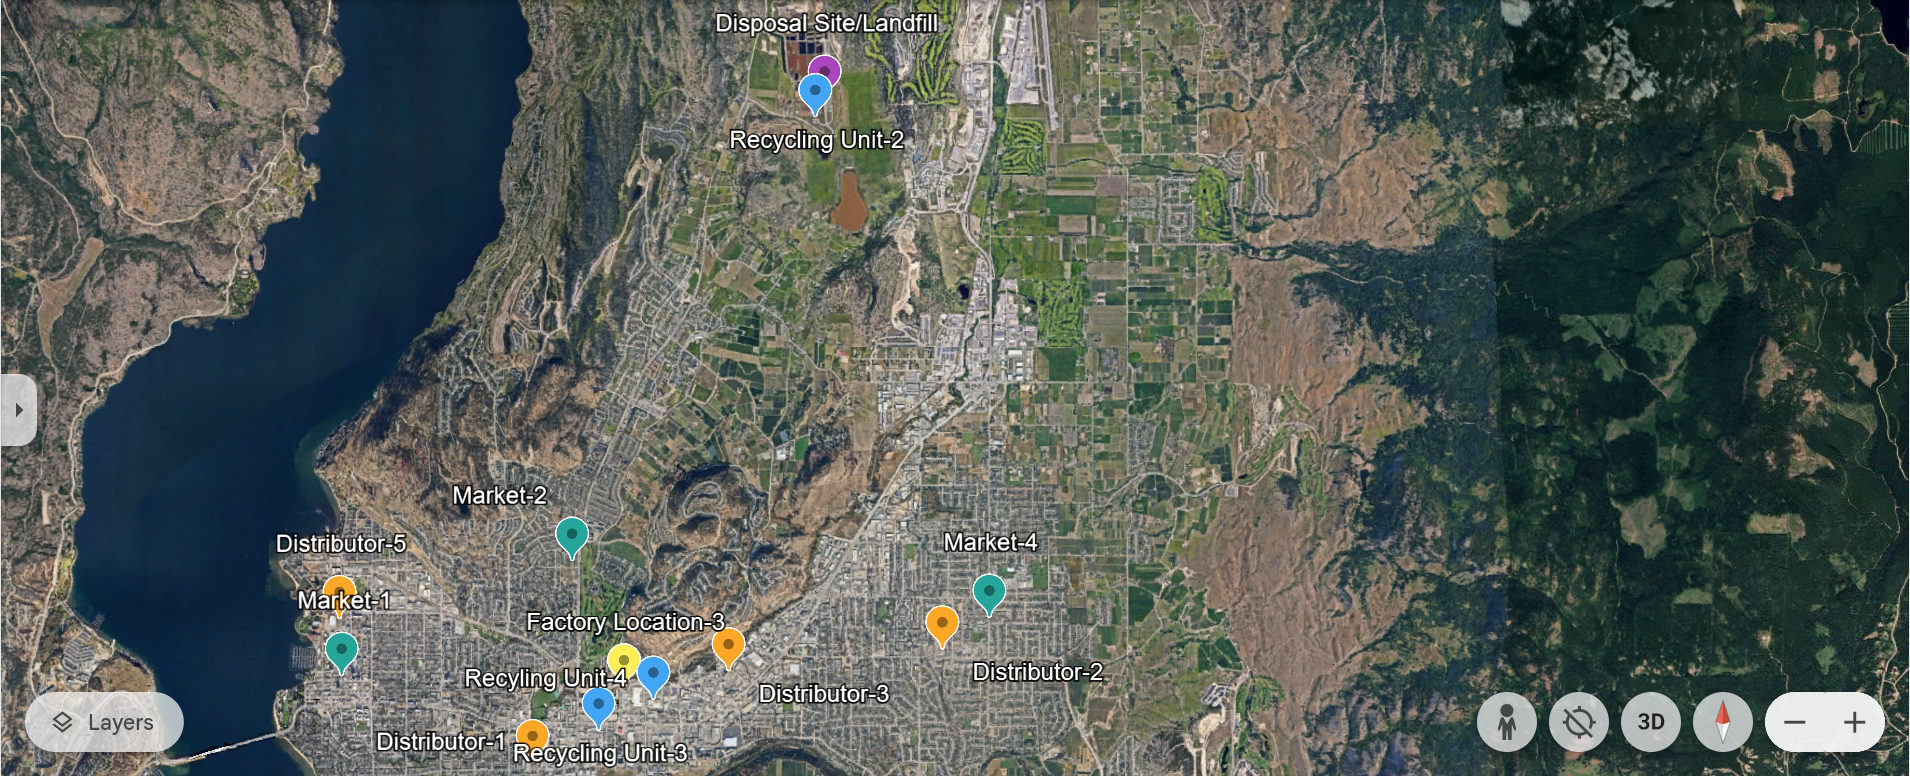 Disposal Site/Landfill
Recycling Unit-2
Market-2
Distributor-5
Market-4
Market-1
Factory Location-3
Distributor-2
Recyling Unit-4
Distributor-3
Layers
3D
Distributor-1
Recycling Unit-3